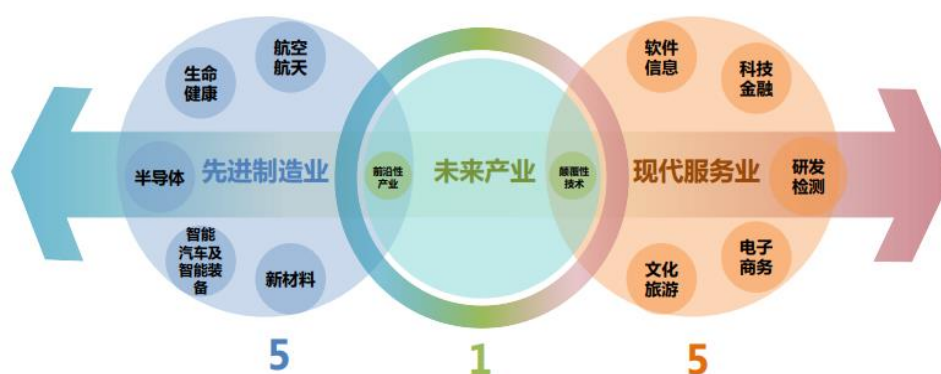 航空
航天
生命
健康
半导体
智能
汽车及
智能装
备
新材料
先进制造业
前沿性
产业
未来产业
颠覆性
技术
现代服务业
软件
信息
科技
金融
研发
检测
电子
商务
文化
旅游
5
1
5